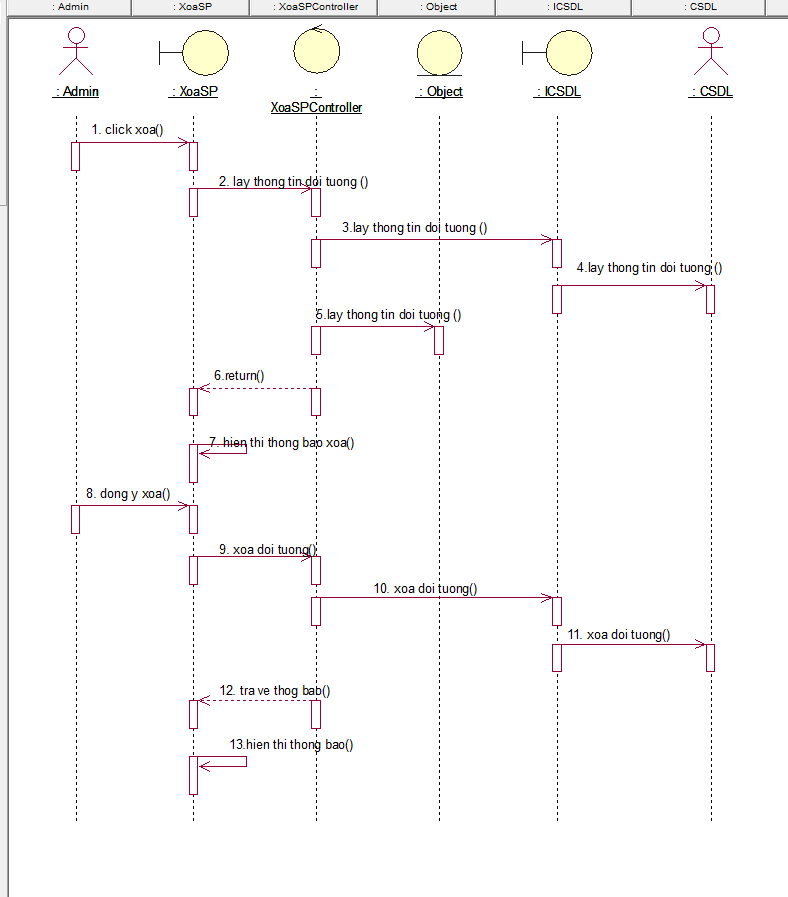 : Admin
: XoaSP
: XoaSPController
: Object
: ICSDL
: CSDL
: Admin
: XoaSP
:
XoaSPController
: Object
: ICSDL
: CSDL
1. click xoa()
2. lay thong tin doi tuong ()
3.lay thong tin doi tuong ()
4.lay thong tin doi tuong ()
5.lay thong tin doi tuong ()
6.return()
7. hien thi thong bao xoa()
8. dong y xoa()
9. xoa doi tuong()
10. xoa doi tuong()
11. xoa doi tuong()
12. tra ve thog bao()
13.hien thi thong bao()